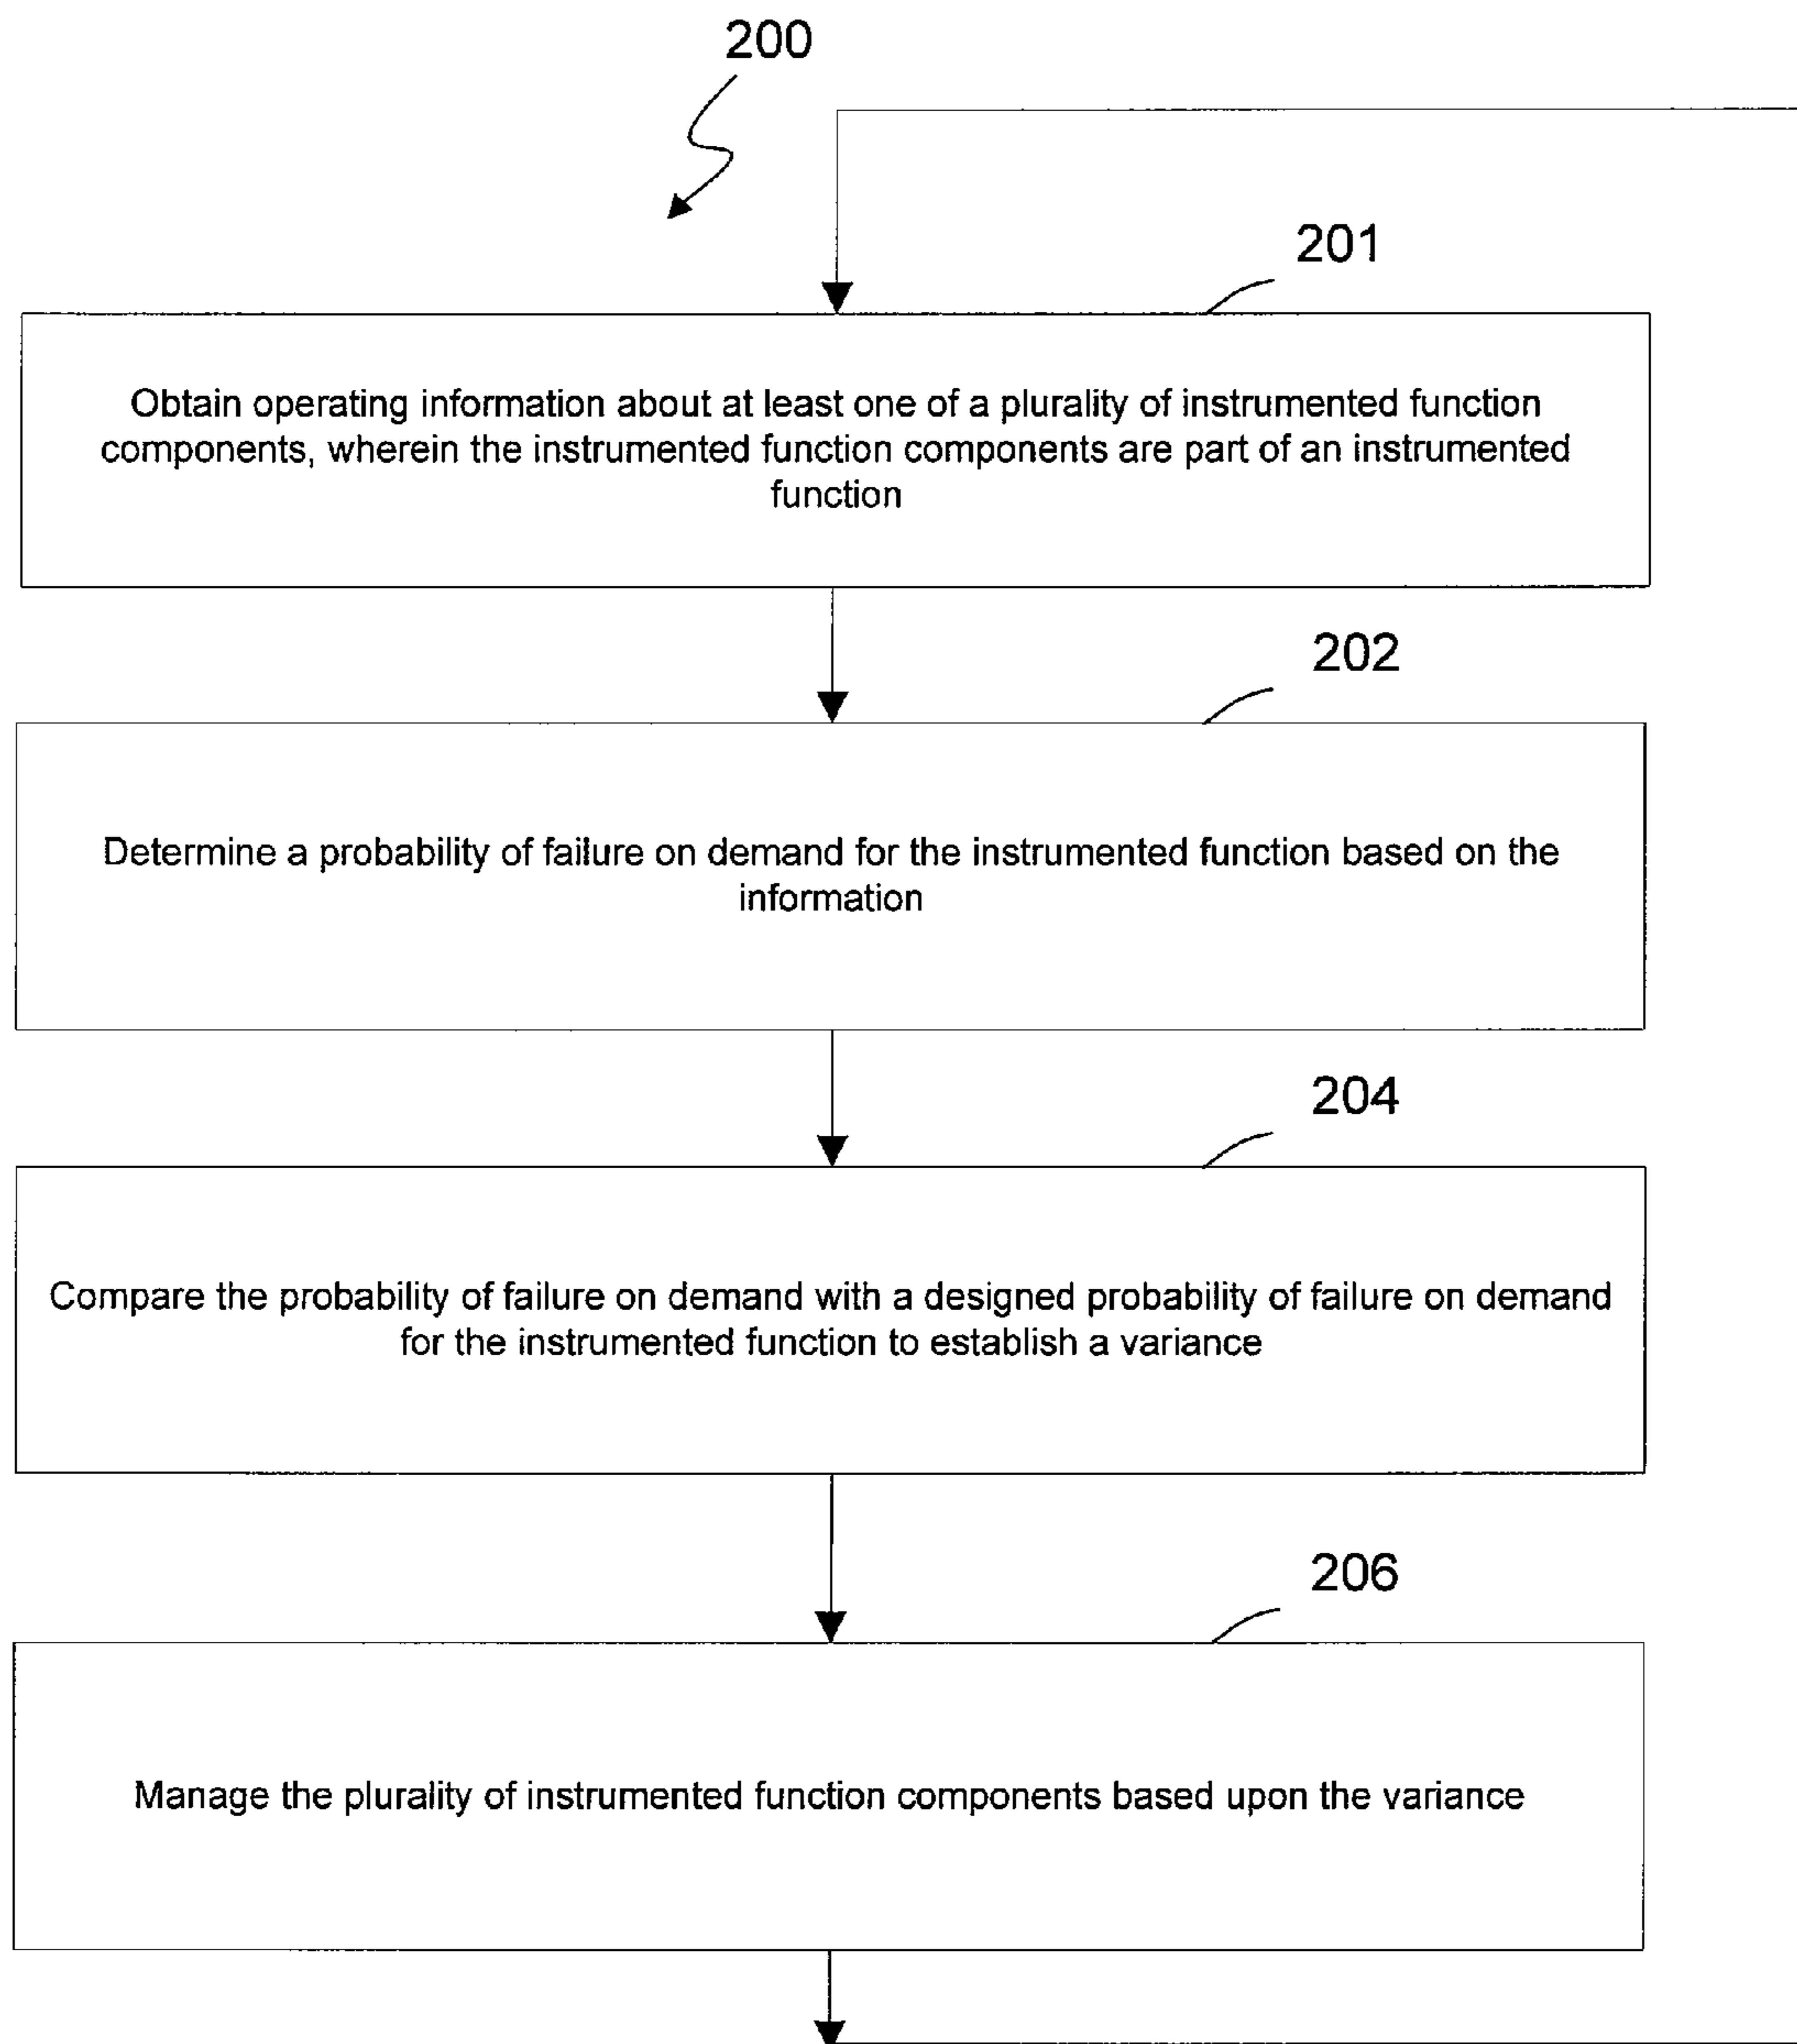 200
201
Obtain operating information about at least one of a plurality of instrumented function
components, wherein the instrumented function components are part of an instrumented
function
202
Determine a probability of failure on demand for the instrumented function based on the
information
204
Compare the probability of failure on demand with a designed probability of failure on demand
for the instrumented function to establish a variance
206
Manage the plurality of instrumented function components based upon the variance